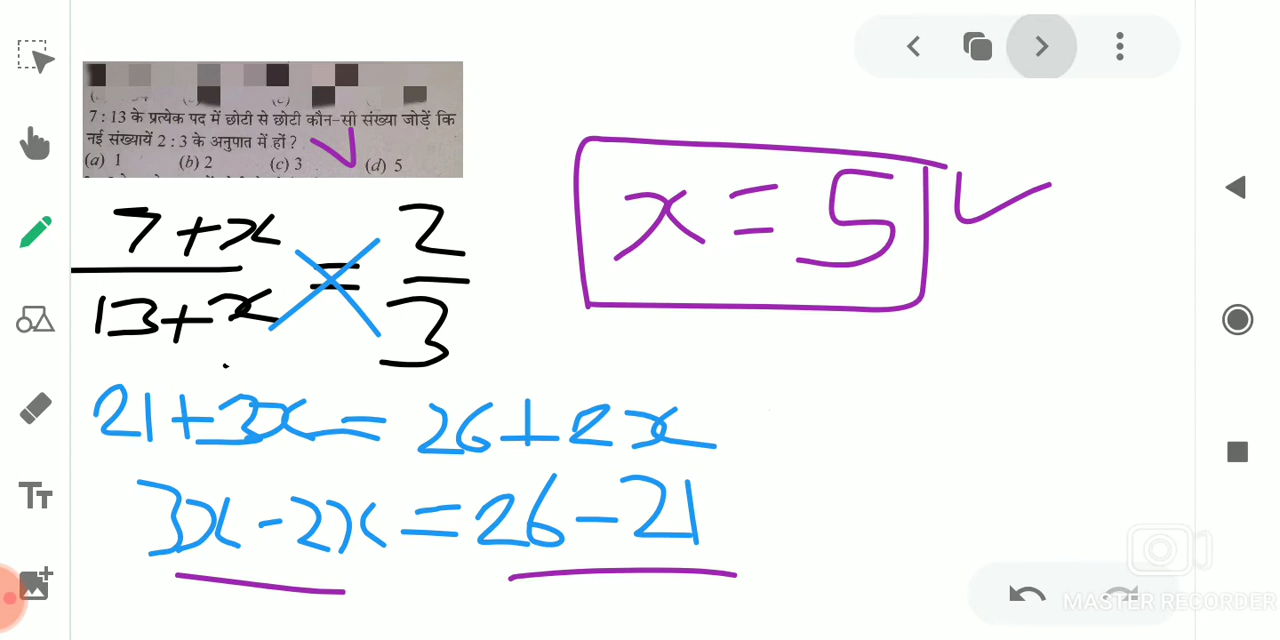 7 : 13 के प्रत्येक पद में छोटी से छोटी कौन-सी संख्या जोड़ें कि
नई संख्यायें 2 : 3 के अनुपात में हों ?
(a) 1 (b) 2 (c) 3 (d) 5
7+x = 2
13+x 3
21+3x = 26+2x
3x-2x = 26-21
x = 5
TT
MASTER RECORDER